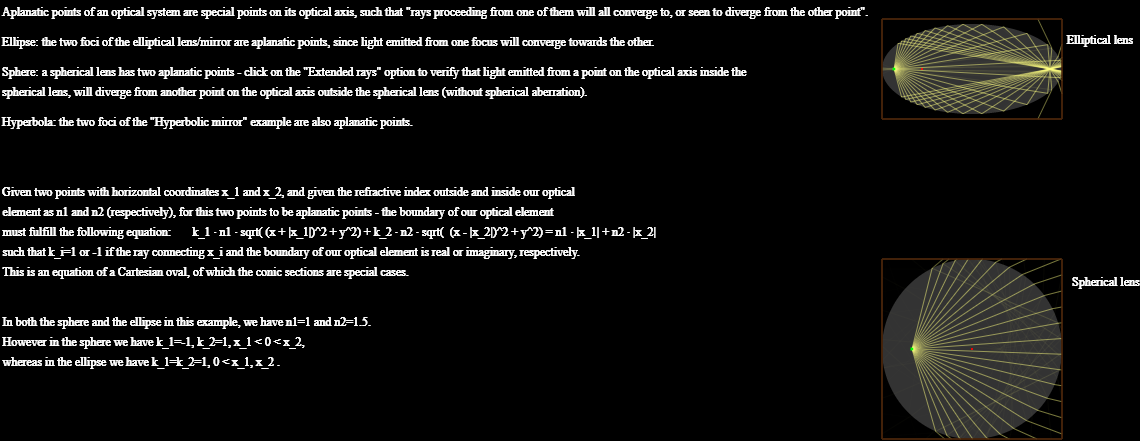 Aplanatic points of an optical system are special points on its optical axis, such that "rays proceeding from one of them will all converge to, or seen to diverge from the other point".
Ellipse: the two foci of the elliptical lens/mirror are aplanatic points, since light emitted from one focus will converge towards the other.
Elliptical lens
Sphere: a spherical lens has two aplanatic points - click on the "Extended rays" option to verify that light emitted from a point on the optical axis inside the
spherical lens, will diverge from another point on the optical axis outside the spherical lens (without spherical aberration).
Hyperbola: the two foci of the "Hyperbolic mirror" example are also aplanatic points.
Given two points with horizontal coordinates x_1 and x_2, and given the refractive index outside and inside our optical
element as n1 and n2 (respectively), for this two points to be aplanatic points - the boundary of our optical element
must fulfill the following equation: k_1 · n1 · sqrt( (x + |x_1|)^2 + y^2) + k_2 · n2 · sqrt( (x - |x_2|)^2 + y^2) = n1 · |x_1| + n2 · |x_2|
such that k_i=1 or -1 if the ray connecting x_i and the boundary of our optical element is real or imaginary, respectively.
This is an equation of a Cartesian oval, of which the conic sections are special cases.
Spherical lens
In both the sphere and the ellipse in this example, we have n1=1 and n2=1.5.
However in the sphere we have k_1=-1, k_2=1, x_1 < 0 < x_2,
whereas in the ellipse we have k_1=k_2=1, 0 < x_1, x_2 .